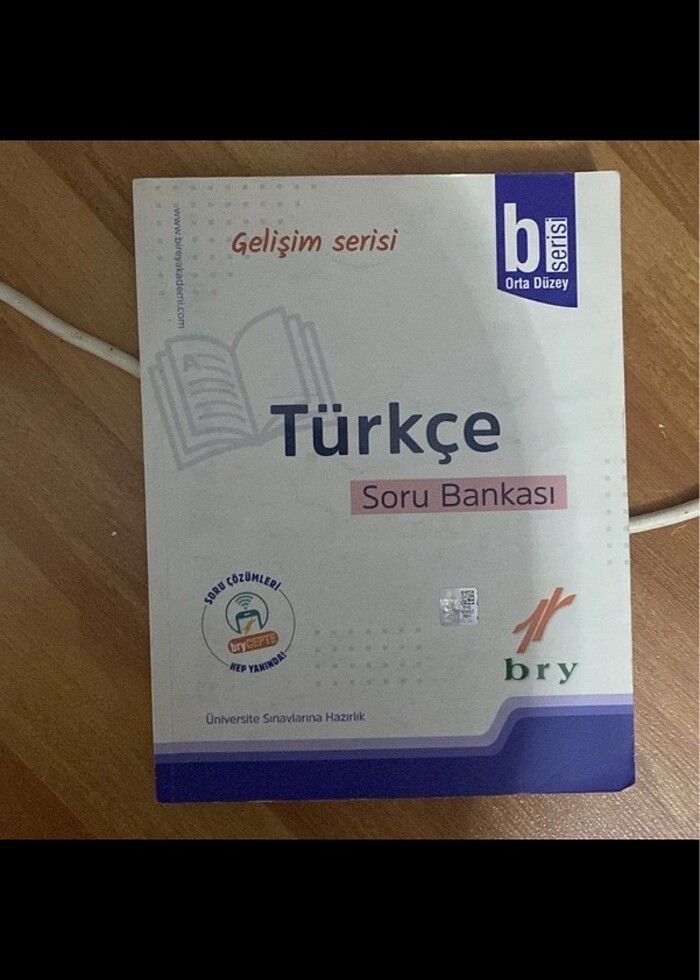 www.bireyakademi.com
Gelişim serisi
b serisi
Orta Düzey
A
Türkçe
Soru Bankası
SORU ÇÖZÜMLERİ
bryCEPTE
HEP YANINDA!
bry
Üniversite Sınavlarına Hazırlık